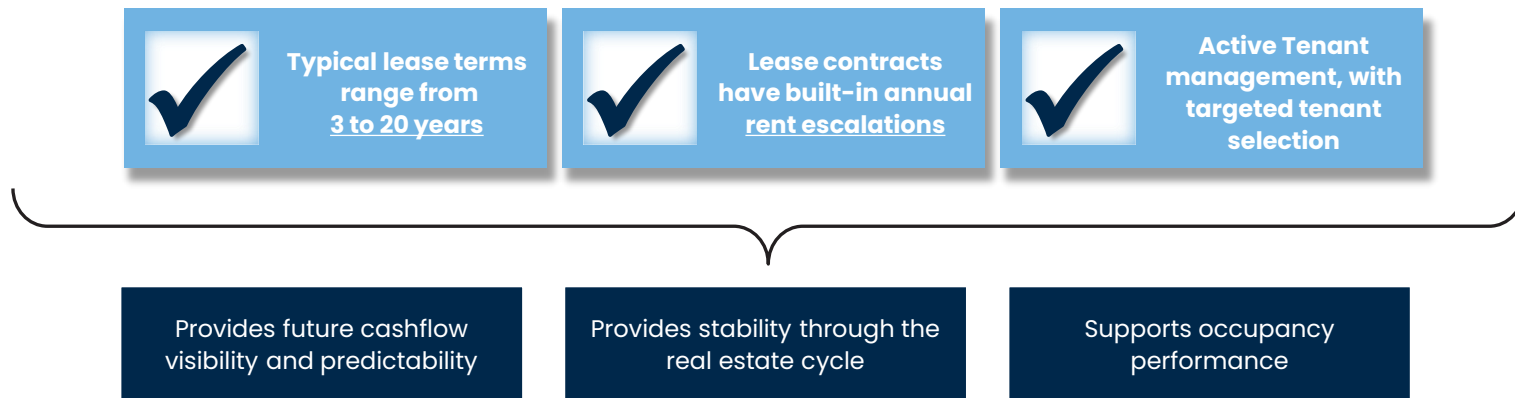 Typical lease terms
range from
3 to 20 years
Lease contracts
have built-in annual
rent escalations
Active Tenant
management, with
targeted tenant
selection
Provides future cashflow
visibility and predictability
Provides stability through the
real estate cycle
Supports occupancy
performance